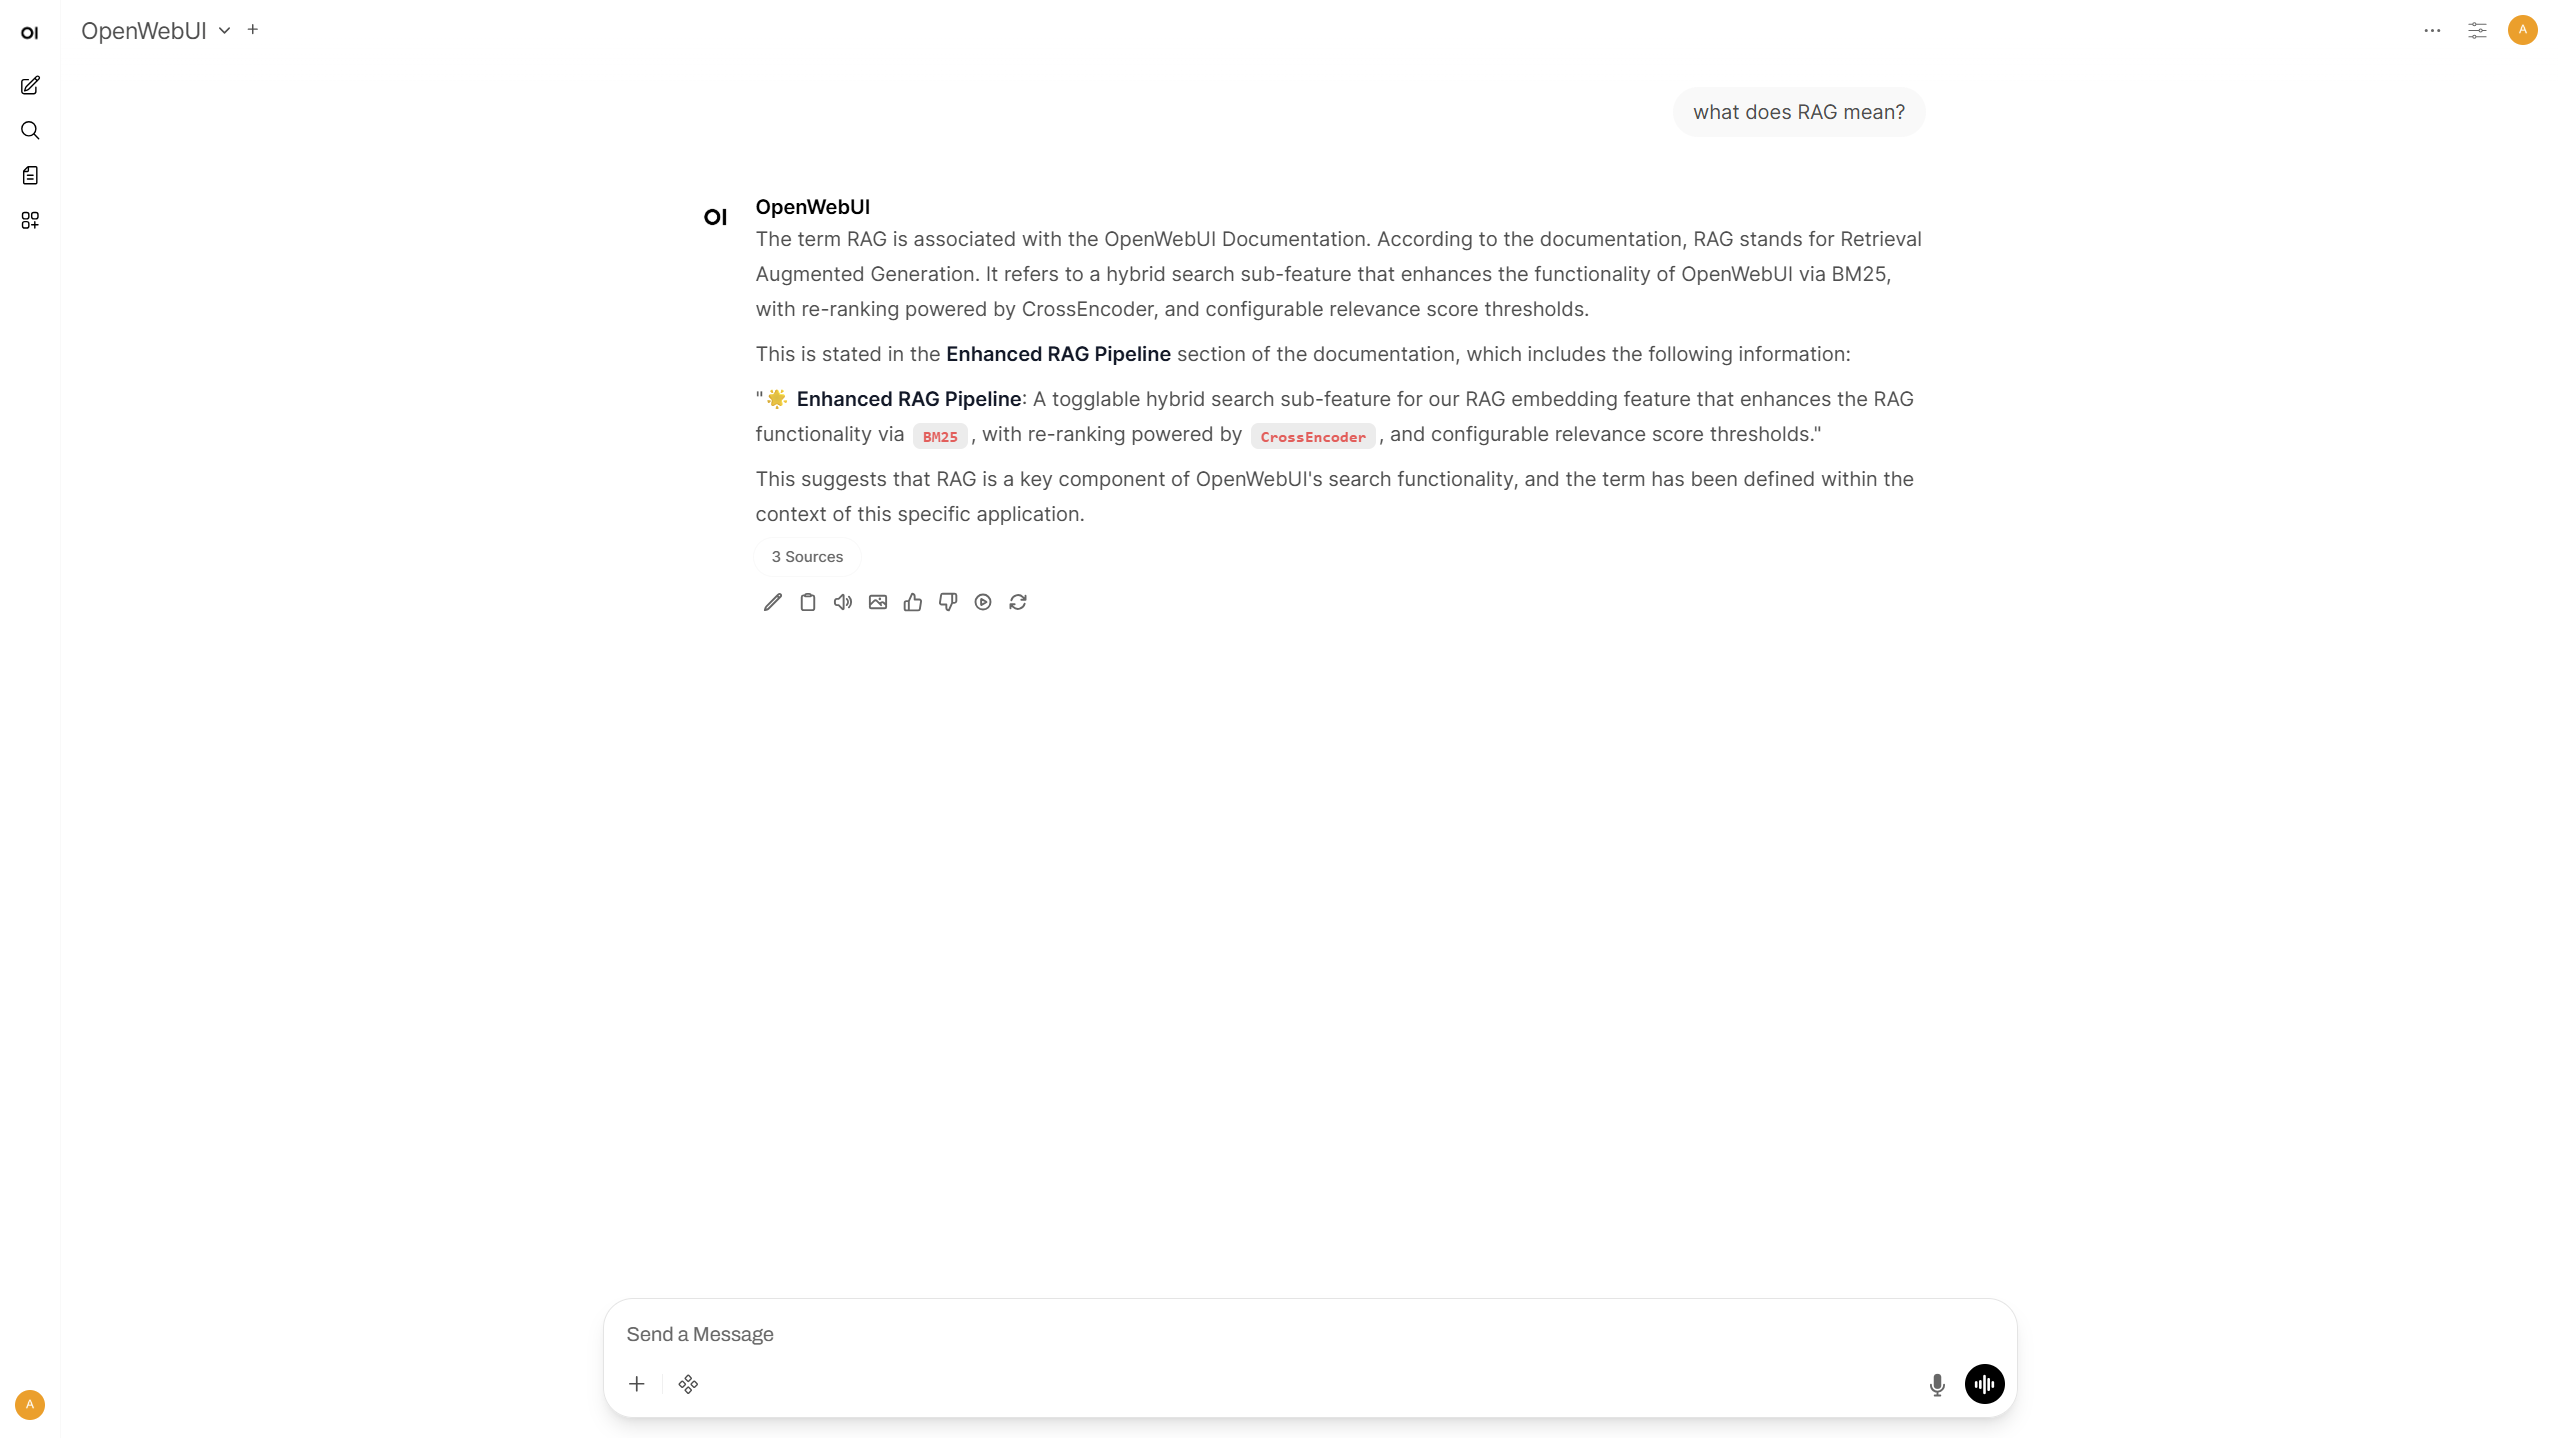 OI
OpenWebUI
A
what does RAG mean?
OI
OpenWebUI
The term RAG is associated with the OpenWebUI Documentation. According to the documentation, RAG stands for Retrieval
Augmented Generation. It refers to a hybrid search sub-feature that enhances the functionality of OpenWebUI via BM25,
with re-ranking powered by CrossEncoder, and configurable relevance score thresholds.
This is stated in the Enhanced RAG Pipeline section of the documentation, which includes the following information:
"🌟 Enhanced RAG Pipeline: A togglable hybrid search sub-feature for our RAG embedding feature that enhances the RAG
functionality via BM25, with re-ranking powered by CrossEncoder, and configurable relevance score thresholds."
This suggests that RAG is a key component of OpenWebUI's search functionality, and the term has been defined within the
context of this specific application.
3 Sources
Send a Message
A